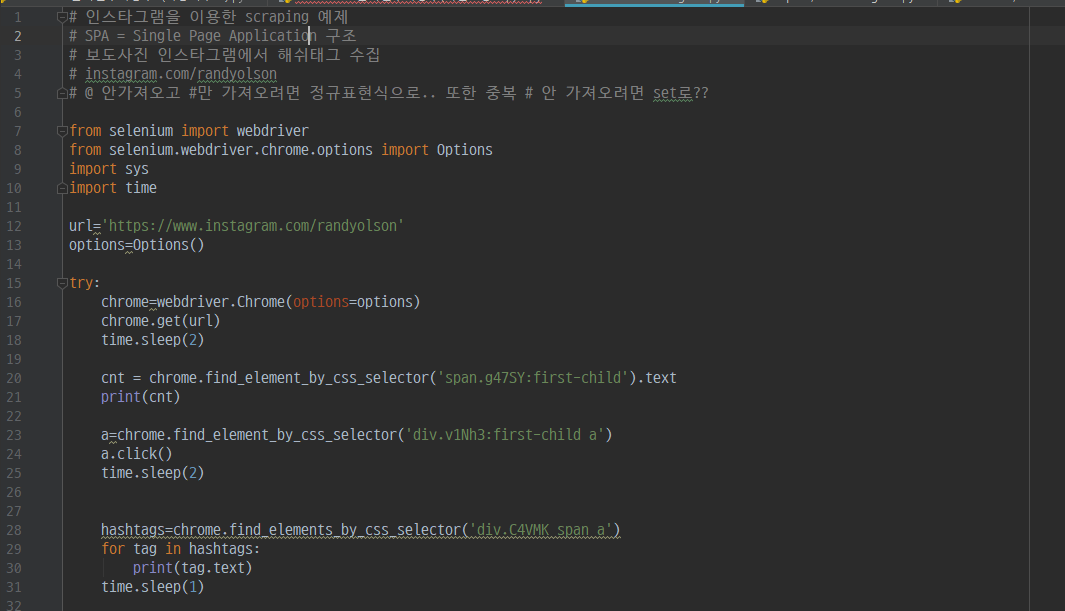 1 # 인스타그램을 이용한 scraping 예제
2 # SPA = Single Page Application 구조
3 # 보도사진 인스타그램에서 해쉬태그 수집
4 # instagram.com/randyolson
5 # @ 안가져오고 #만 가져오려면 정규표현식으로.. 또한 중복 # 안 가져오려면 set로??
6
7 from selenium import webdriver
8 from selenium.webdriver.chrome.options import Options
9 import sys
10 import time
11
12 url='https://www.instagram.com/randyolson'
13 options=Options()
14
15 try:
16 chrome=webdriver.Chrome(options=options)
17 chrome.get(url)
18 time.sleep(2)
19
20 cnt = chrome.find_element_by_css_selector('span.g47SY:first-child').text
21 print(cnt)
22
23 a=chrome.find_element_by_css_selector('div.v1Nh3:first-child a')
24 a.click()
25 time.sleep(2)
26
27
28 hashtags=chrome.find_elements_by_css_selector('div.C4VMK span a')
29 for tag in hashtags:
30 print(tag.text)
31 time.sleep(1)
32